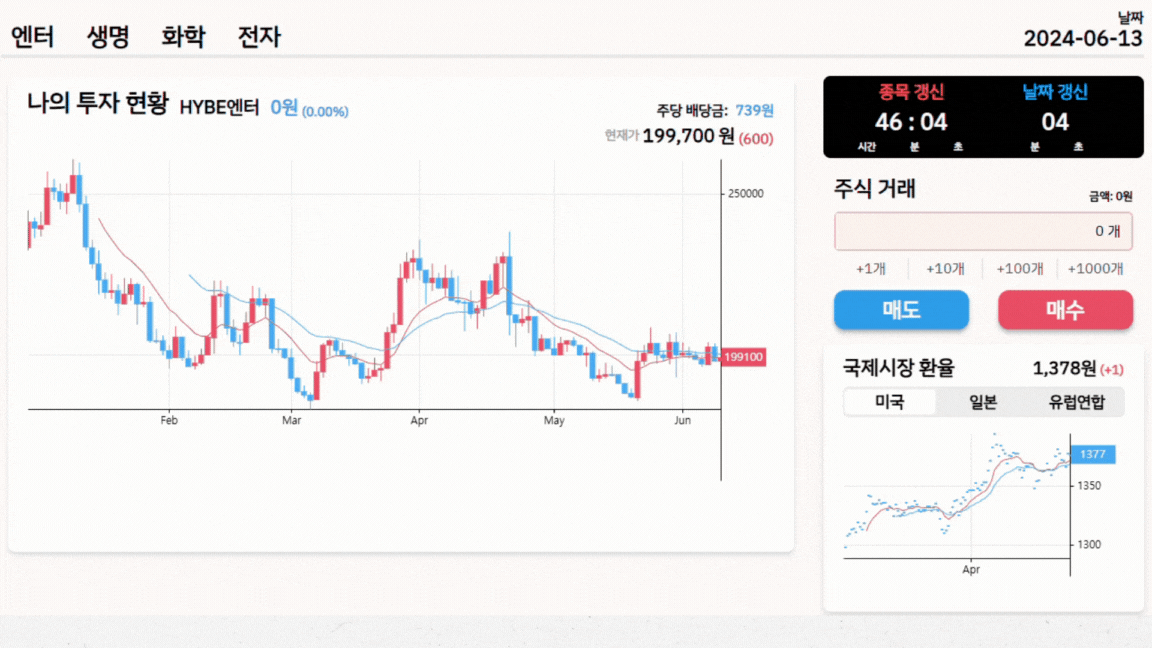 엔터 생명 화학 전자
날짜
2024-06-13
나의 투자 현황 HYBE엔터 0원 (0.00%)
주당 배당금: 739원
현재가 199,700 원 (600)
250000
199100
Feb Mar Apr May Jun
종목 갱신 날짜 갱신
46 : 04 04
시간 분 초 분 초
주식 거래 금액: 0원
0 개
+1개 +10개 +100개 +1000개
매도 매수
국제시장 환율 1,378원 (+1)
미국 일본 유럽연합
1377
1350
1300
Apr